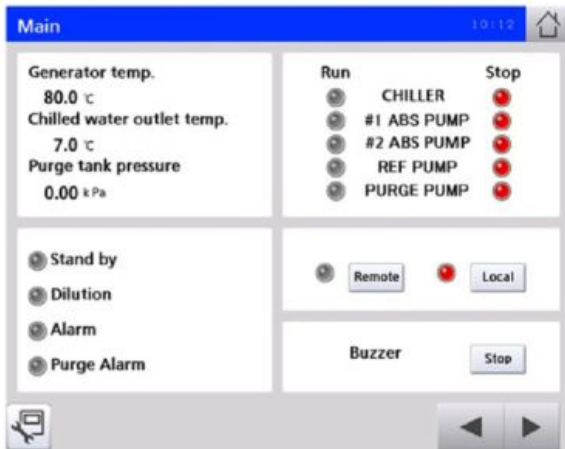 Main 10:12
Generator temp.
80.0 ℃
Chilled water outlet temp.
7.0 ℃
Purge tank pressure
0.00 kPa
Run Stop
CHILLER
#1 ABS PUMP
#2 ABS PUMP
REF PUMP
PURGE PUMP
Stand by
Dilution
Alarm
Purge Alarm
Remote Local
Buzzer Stop